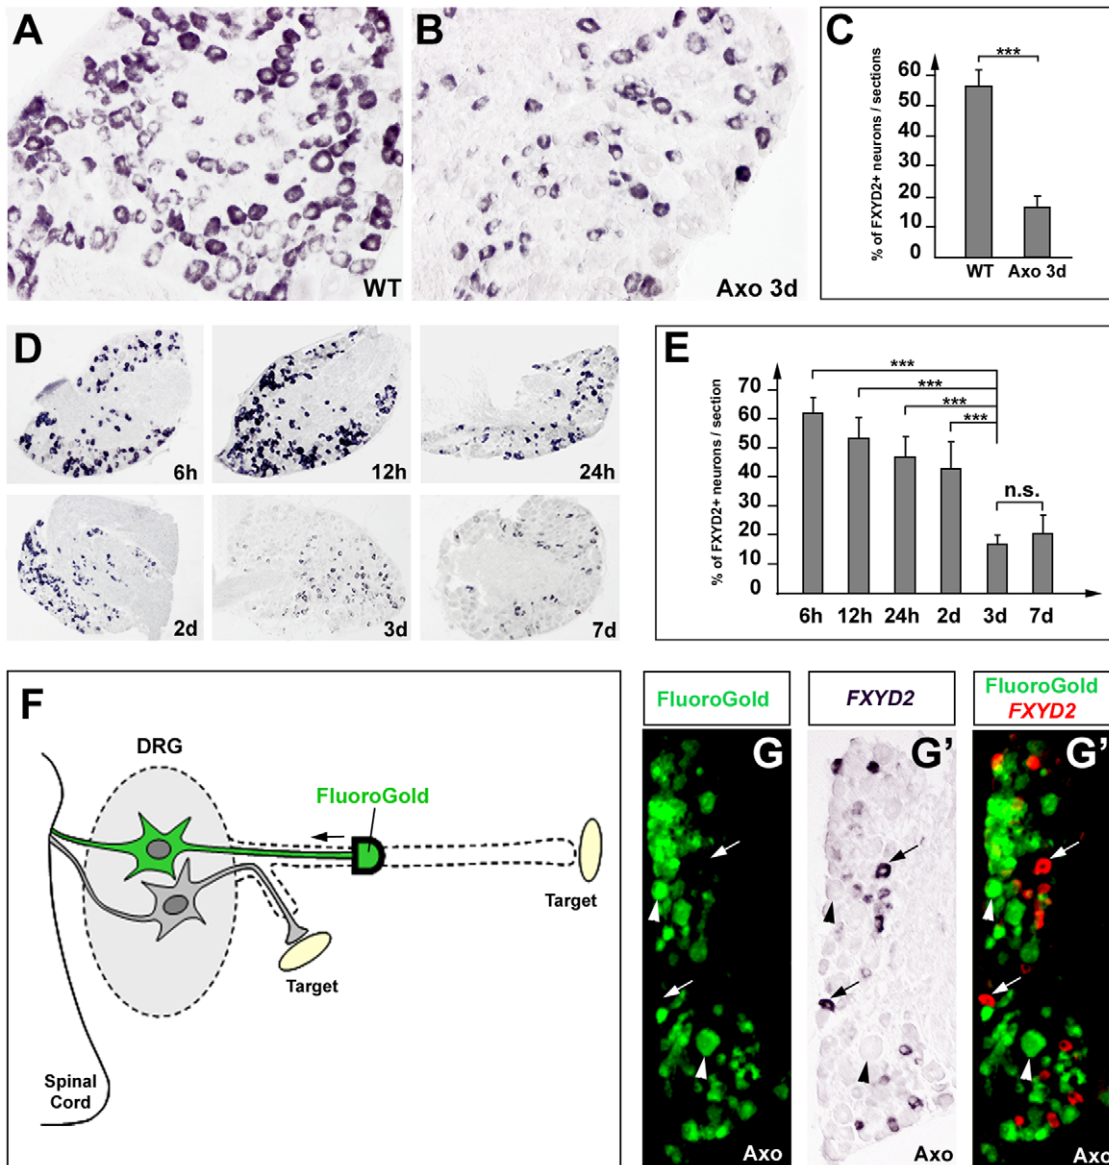 A
WT
B
Axo 3d
C
***
% of FXYD2+ neurons / sections
60
50
40
30
20
10
0
WT Axo 3d
D
6h
12h
24h
2d
3d
7d
E
***
***
***
***
n.s.
% of FXYD2+ neurons / section
70
60
50
40
30
20
10
0
6h 12h 24h 2d 3d 7d
F
DRG
FluoroGold
Target
Target
Spinal
Cord
FluoroGold
G
Axo
FXYD2
G’
Axo
FluoroGold
FXYD2
G’
Axo